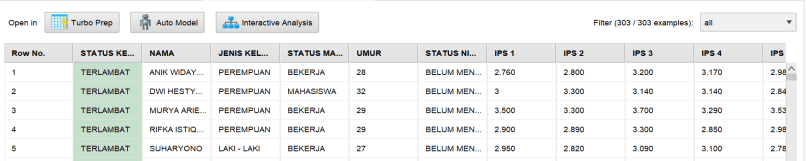 Open in Turbo Prep Auto Model Interactive Analysis Filter (303 / 303 examples): all
Row No. STATUS KE... NAMA JENIS KEL... STATUS MA... UMUR STATUS NI... IPS 1 IPS 2 IPS 3 IPS 4 IPS
1 TERLAMBAT ANIK WIDAY... PEREMPUAN BEKERJA 28 BELUM MEN... 2.760 2.800 3.200 3.170 2.98
2 TERLAMBAT DWI HESTY... PEREMPUAN MAHASISWA 32 BELUM MEN... 3 3.300 3.140 3.140 2.84
3 TERLAMBAT MURYA ARIE... PEREMPUAN BEKERJA 29 BELUM MEN... 3.500 3.300 3.700 3.290 3.53
4 TERLAMBAT RIFKA ISTIQ... PEREMPUAN BEKERJA 29 BELUM MEN... 2.900 2.890 3.300 2.850 2.98
5 TERLAMBAT SUHARYONO LAKI - LAKI BEKERJA 27 BELUM MEN... 2.950 2.820 3.090 3.100 2.78